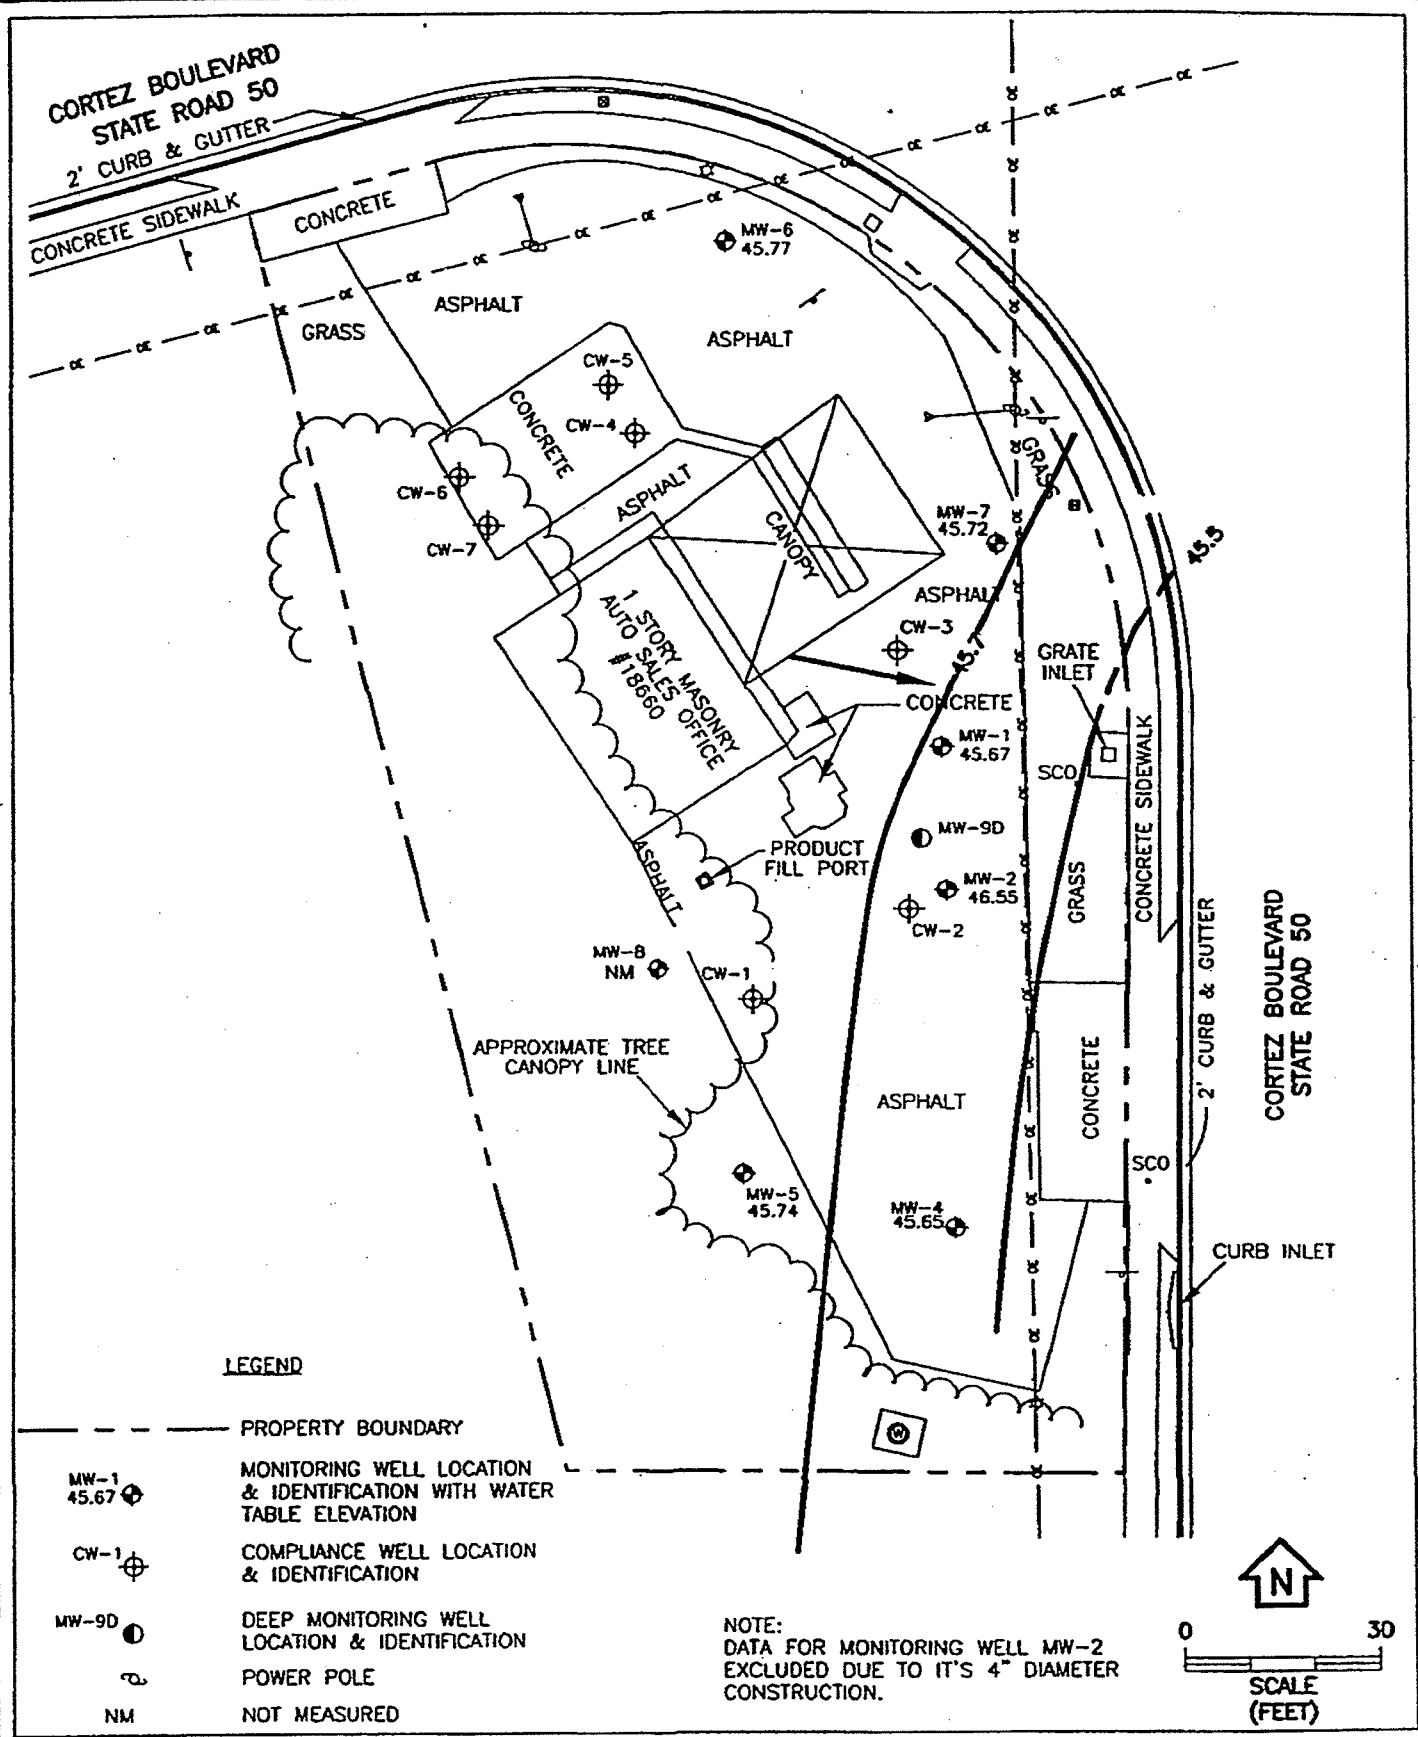 CORTEZ BOULEVARD
STATE ROAD 50
2' CURB & GUTTER
CONCRETE SIDEWALK
CONCRETE
MW-6
45.77
GRASS
ASPHALT
ASPHALT
CW-5
CONCRETE
CW-4
ASPHALT
CW-6
CW-7
CANOPY
GRASS
MW-7
45.72
45.5
ASPHALT
1 STORY MASONRY
AUTO SALES OFFICE
#18660
CW-3
45.7
GRATE
INLET
CONCRETE
MW-1
45.67
SCO
CONCRETE SIDEWALK
MW-9D
PRODUCT
FILL PORT
ASPHALT
MW-2
46.55
GRASS
CW-2
MW-8
NM
CW-1
2' CURB & GUTTER
CORTEZ BOULEVARD
STATE ROAD 50
APPROXIMATE TREE
CANOPY LINE
ASPHALT
CONCRETE
SCO
MW-5
45.74
MW-4
45.65
CURB INLET
W
LEGEND
PROPERTY BOUNDARY
MW-1
45.67
MONITORING WELL LOCATION
& IDENTIFICATION WITH WATER
TABLE ELEVATION
CW-1
COMPLIANCE WELL LOCATION
& IDENTIFICATION
MW-9D
DEEP MONITORING WELL
LOCATION & IDENTIFICATION
POWER POLE
NM
NOT MEASURED
NOTE:
DATA FOR MONITORING WELL MW-2
EXCLUDED DUE TO IT'S 4" DIAMETER
CONSTRUCTION.
N
0 30
SCALE
(FEET)